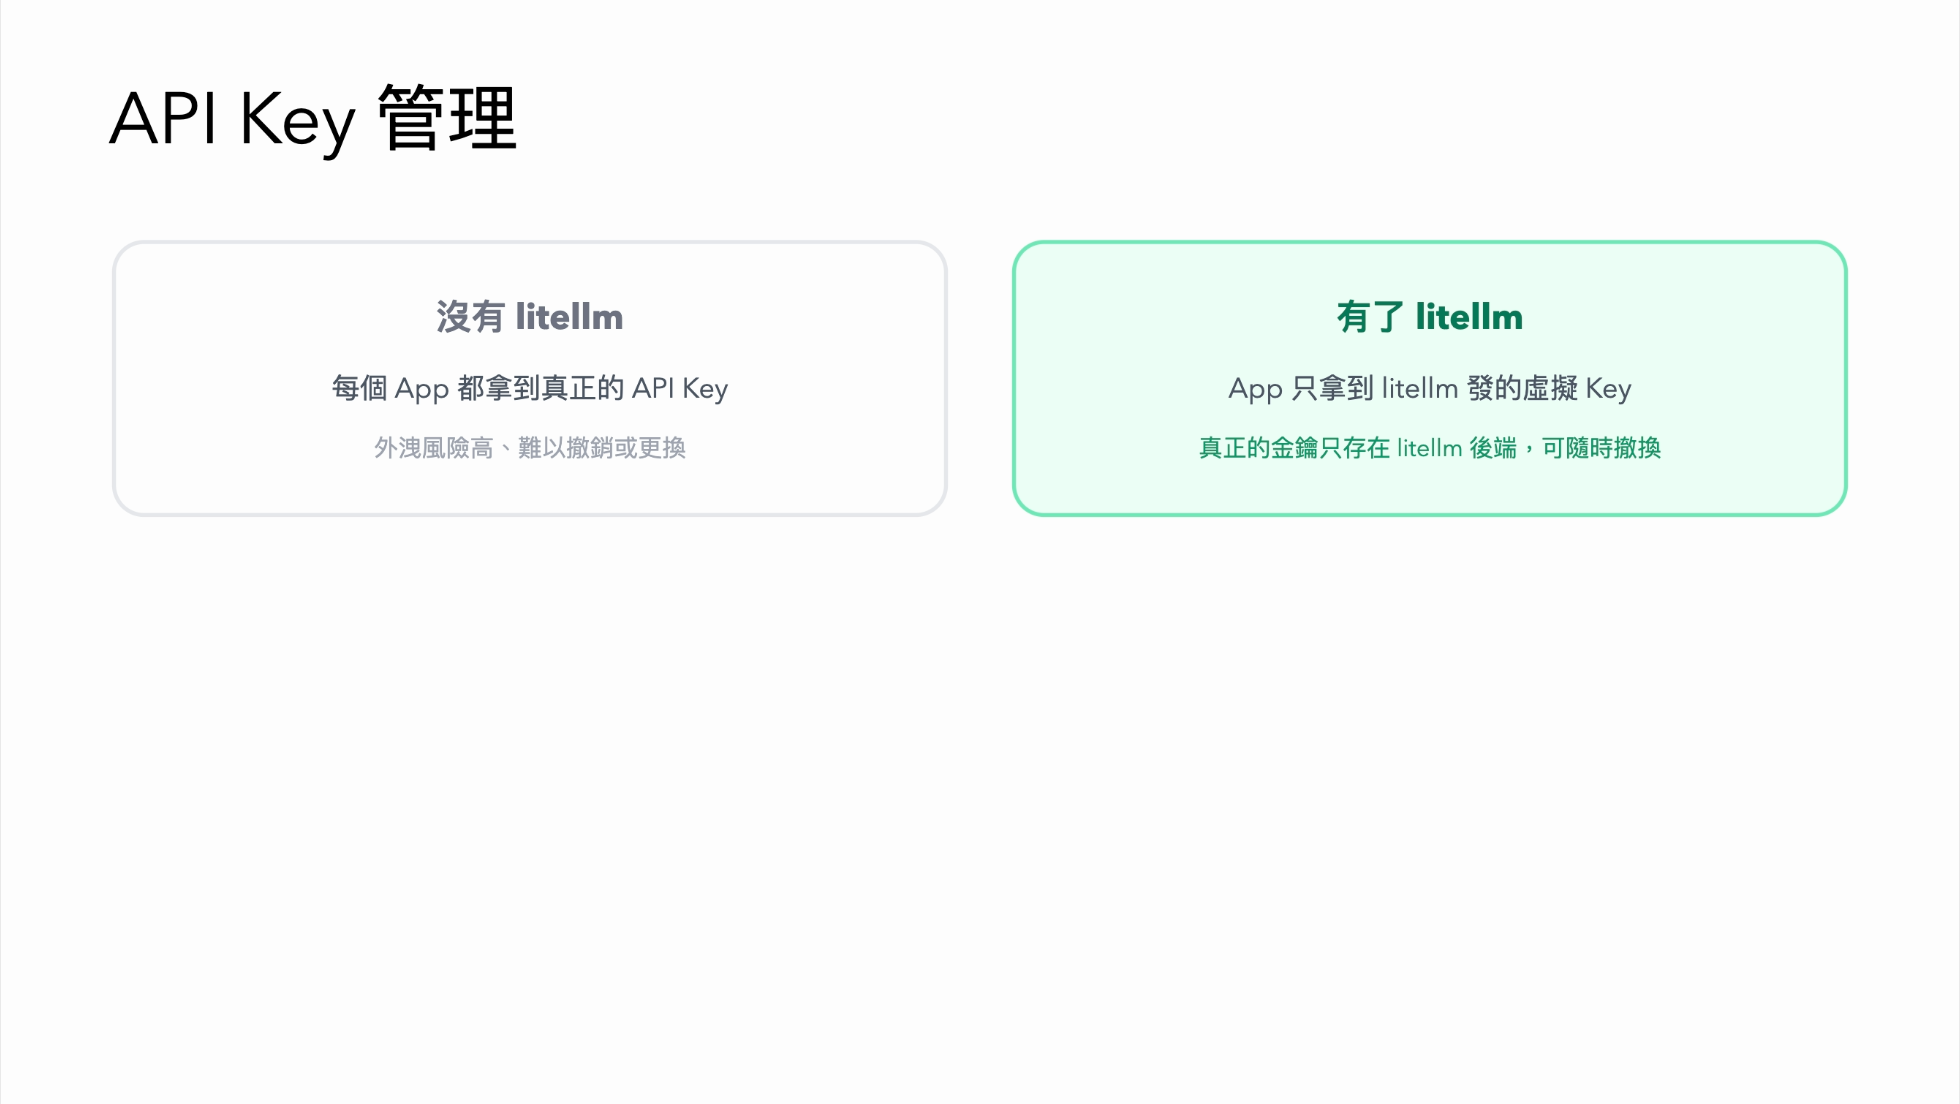 API Key 管理
沒有 litellm
每個 App 都拿到真正的 API Key
外洩風險高、難以撤銷或更換
有了 litellm
App 只拿到 litellm 發的虛擬 Key
真正的金鑰只存在 litellm 後端，可隨時撤換